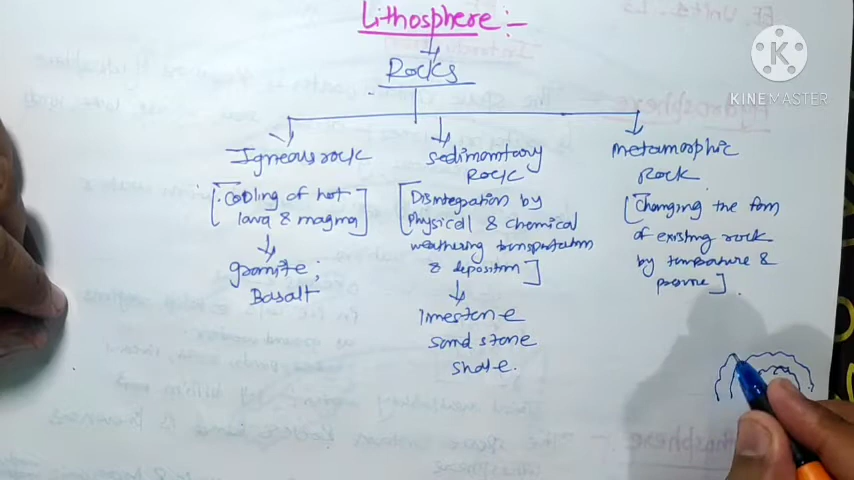 Lithosphere :-
Rocks
Igneous rock
[cooling of hot
lava & magma]
granite ;
Basalt
sedimentary
Rock
[Disintegration by
physical & chemical
weathering transportation
& deposition]
limestone
sand stone
shale.
metamorphic
Rock
[changing the form
of existing rock
by temperature &
pressure]
KINEMASTER